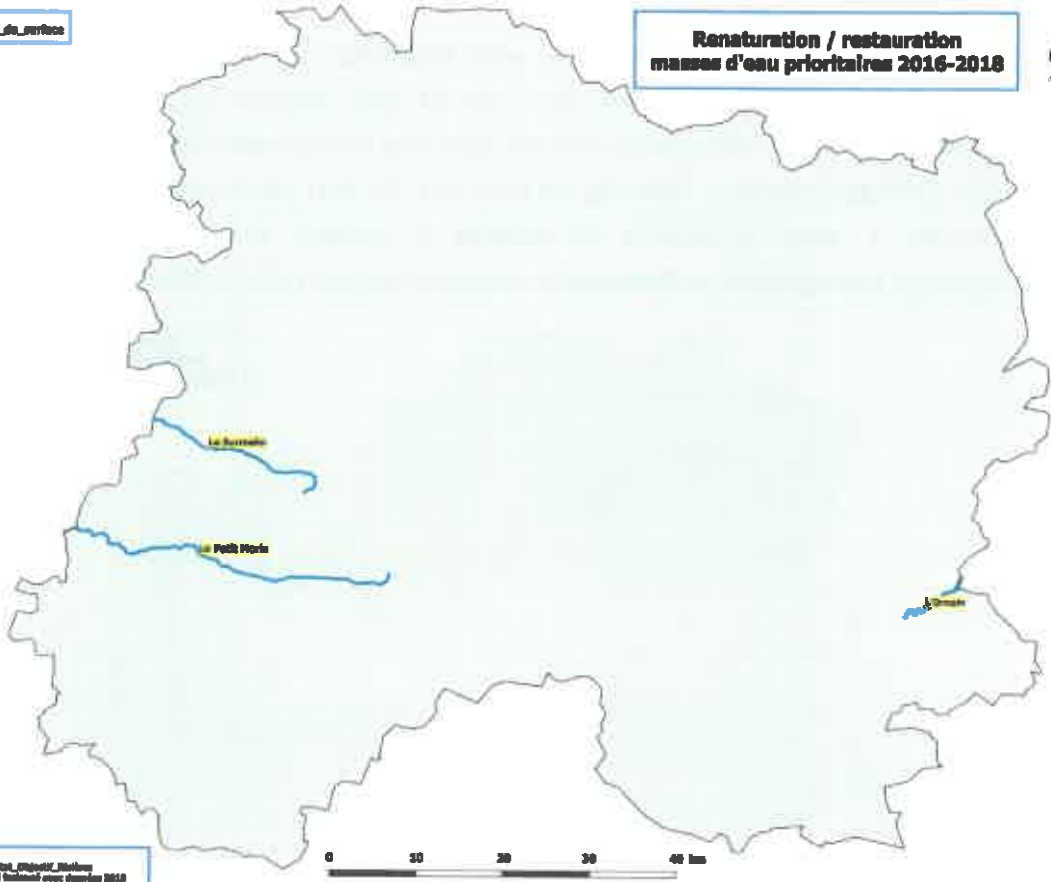 _de_surface
Renaturation / restauration
masses d'eau prioritaires 2016-2018
Le Surmelin
Le Petit Morin
L'Ornain
0 10 20 30 40 km